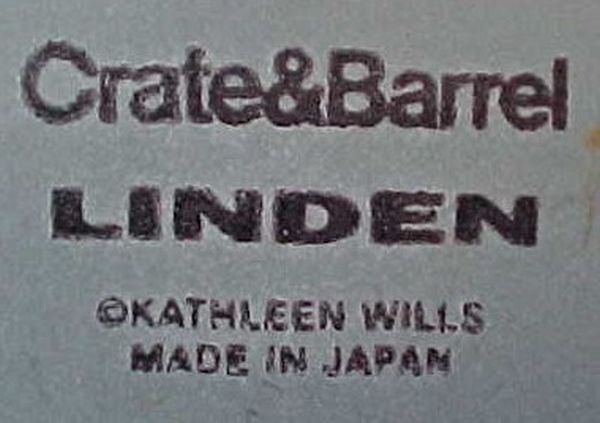 Crate&Barrel
LINDEN
©KATHLEEN WILLS
MADE IN JAPAN